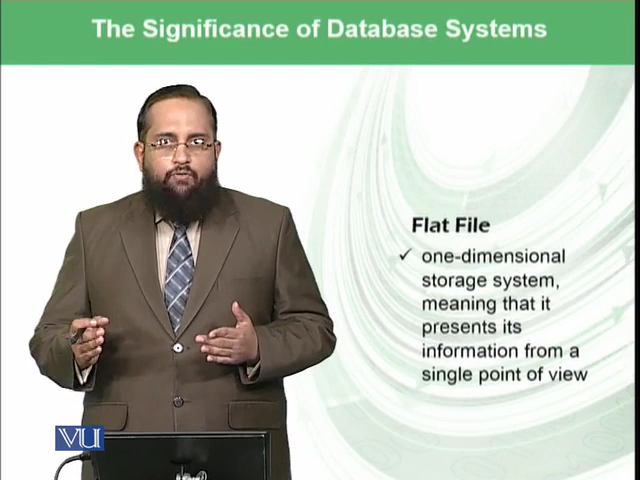 The Significance of Database Systems
Flat File
✓ one-dimensional
storage system,
meaning that it
presents its
information from a
single point of view
VU